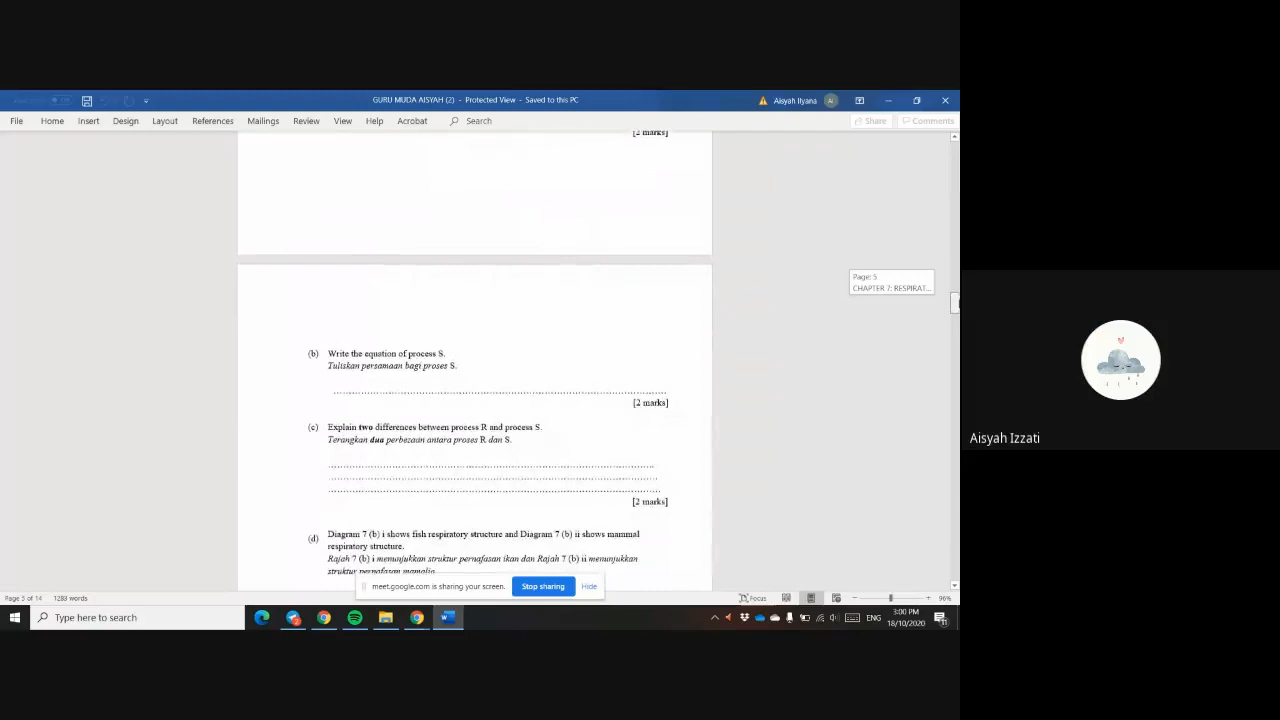 GURU MUDA AISYAH (2) - Protected View - Saved to this PC
Aisyah Ilyana
AI
File Home Insert Design Layout References Mailings Review View Help Acrobat Search
Share Comments
[2 marks]
Page: 5
CHAPTER 7: RESPIRAT...
(b) Write the equation of process S.
Tuliskan persamaan bagi proses S.
[2 marks]
(c) Explain two differences between process R and process S.
Terangkan dua perbezaan antara proses R dan S.
[2 marks]
(d) Diagram 7 (b) i shows fish respiratory structure and Diagram 7 (b) ii shows mammal
respiratory structure.
Rajah 7 (b) i menunjukkan struktur pernafasan ikan dan Rajah 7 (b) ii menunjukkan
struktur pernafasan mamalia
meet.google.com is sharing your screen.
Stop sharing
Hide
Page 5 of 14 1283 words
Focus
96%
Type here to search
ENG
3:00 PM
18/10/2020
Aisyah Izzati